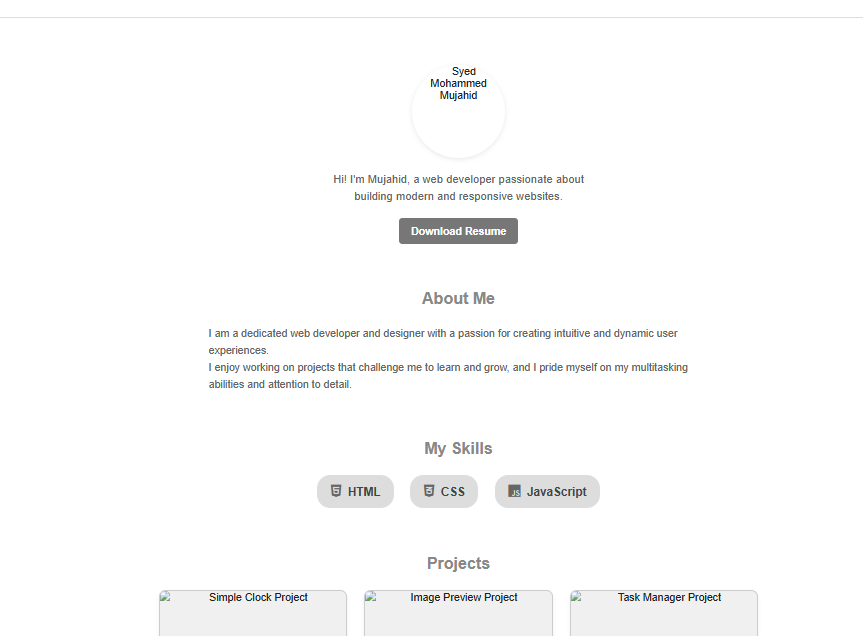 Syed
Mohammed
Mujahid
Hi! I'm Mujahid, a web developer passionate about
building modern and responsive websites.
Download Resume
About Me
I am a dedicated web developer and designer with a passion for creating intuitive and dynamic user
experiences.
I enjoy working on projects that challenge me to learn and grow, and I pride myself on my multitasking
abilities and attention to detail.
My Skills
HTML CSS JavaScript
Projects
Simple Clock Project Image Preview Project Task Manager Project